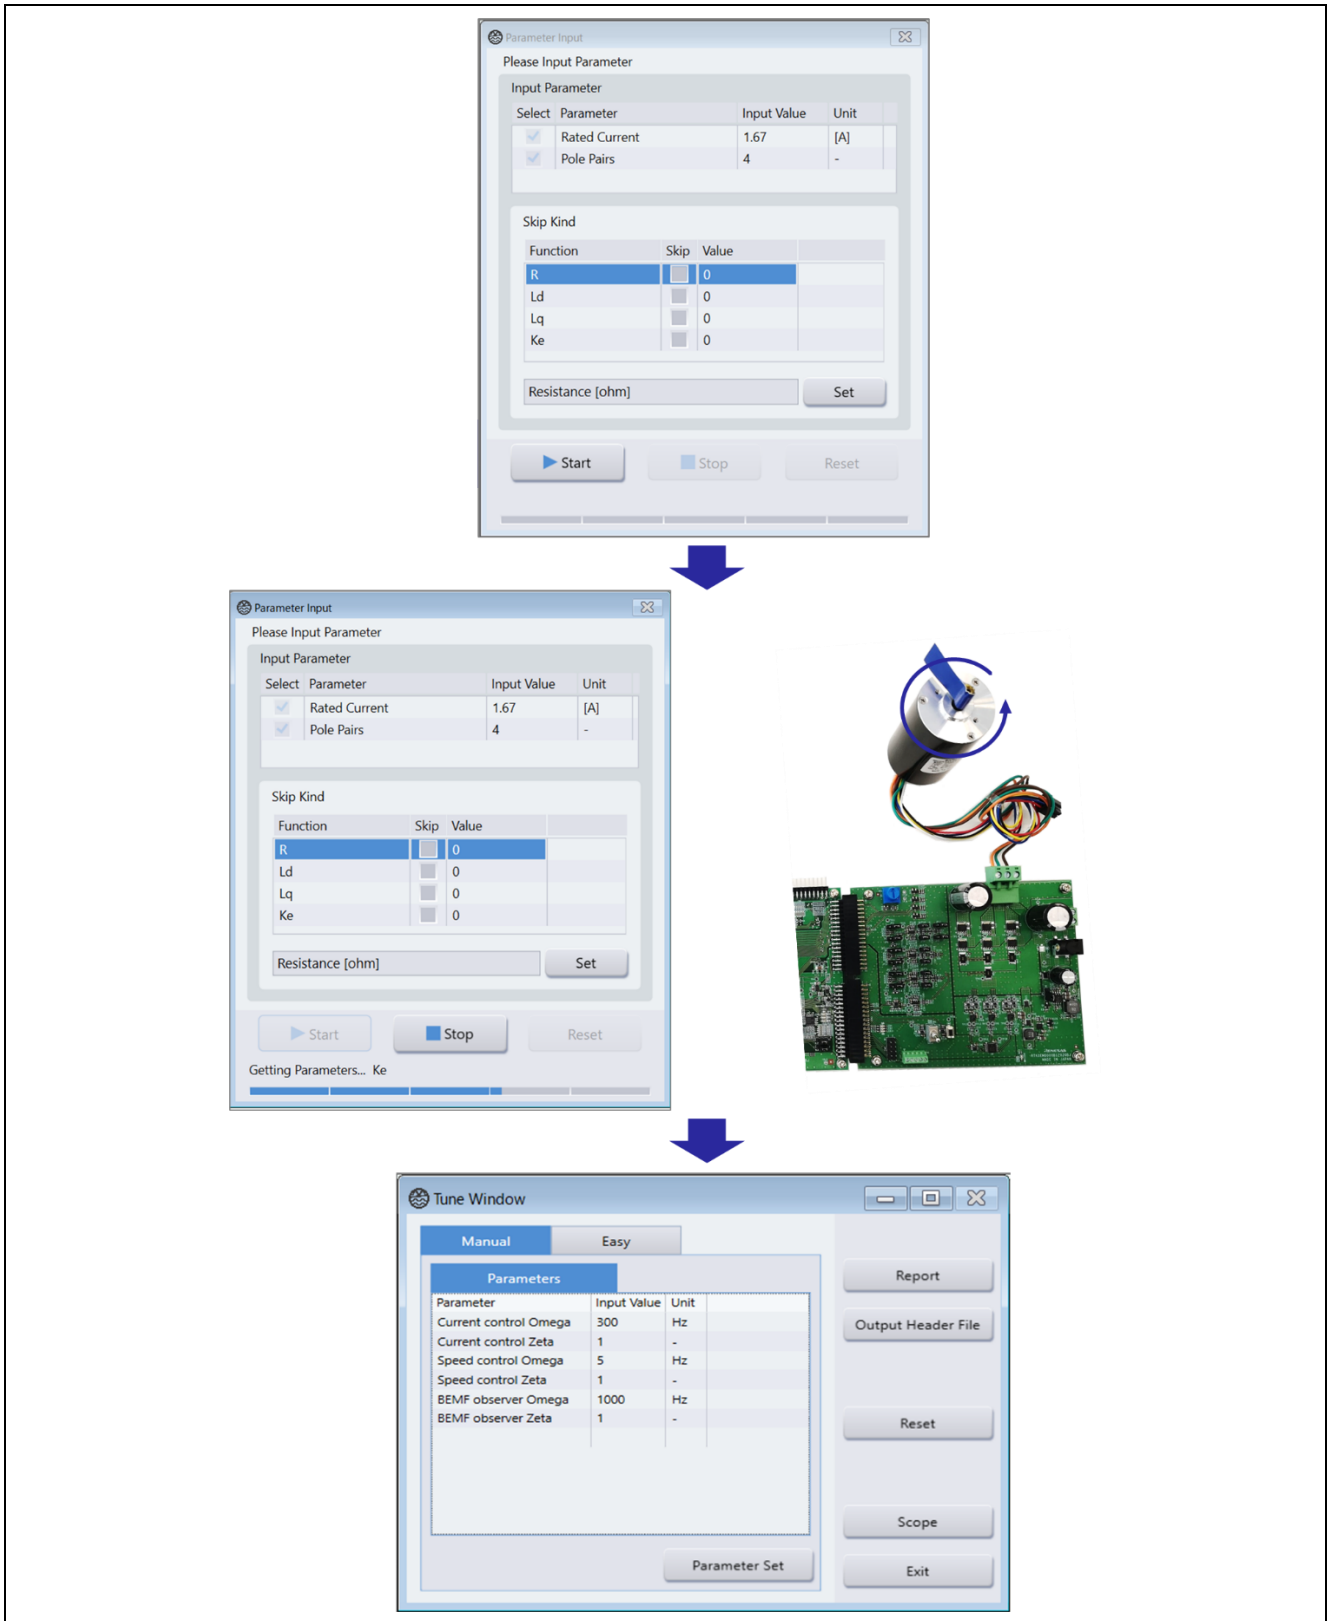 Parameter Input
Please Input Parameter
Input Parameter
Select Parameter Input Value Unit
Rated Current 1.67 [A]
Pole Pairs 4 -
Skip Kind
Function Skip Value
R 0
Ld 0
Lq 0
Ke 0
Resistance [ohm] Set
Start Stop Reset
Parameter Input
Please Input Parameter
Input Parameter
Select Parameter Input Value Unit
Rated Current 1.67 [A]
Pole Pairs 4 -
Skip Kind
Function Skip Value
R 0
Ld 0
Lq 0
Ke 0
Resistance [ohm] Set
Start Stop Reset
Getting Parameters... Ke
Tune Window
Manual Easy
Parameters
Parameter Input Value Unit
Current control Omega 300 Hz
Current control Zeta 1 -
Speed control Omega 5 Hz
Speed control Zeta 1 -
BEMF observer Omega 1000 Hz
BEMF observer Zeta 1 -
Parameter Set
Report
Output Header File
Reset
Scope
Exit